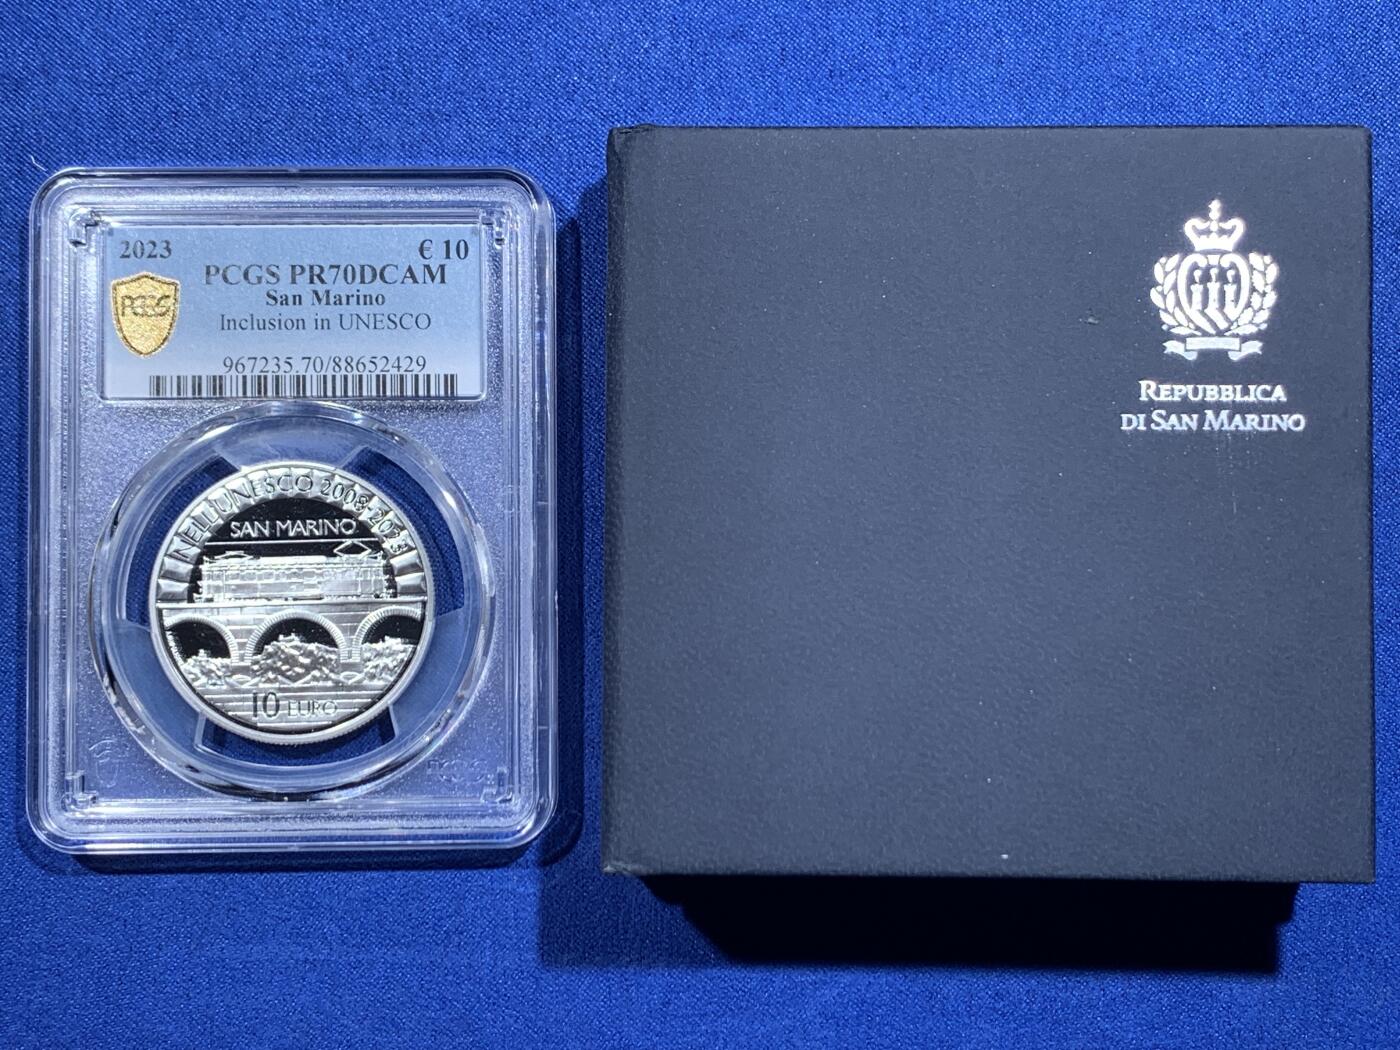 2023 € 10
PCGS PR70DCAM
San Marino
Inclusion in UNESCO
967235.70/88652429
PCGS
NELL'UNESCO 2008-2023
SAN MARINO
10 EURO
REPUBBLICA
DI SAN MARINO